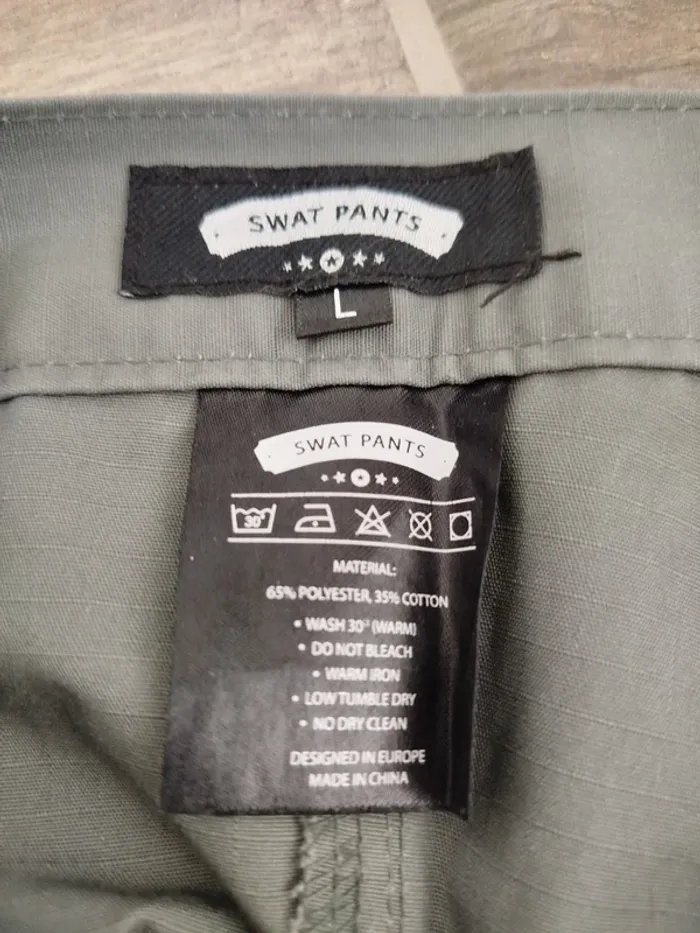 SWAT PANTS
L
SWAT PANTS
30°
MATERIAL:
65% POLYESTER, 35% COTTON
• WASH 30° (WARM)
• DO NOT BLEACH
• WARM IRON
• LOW TUMBLE DRY
• NO DRY CLEAN
DESIGNED IN EUROPE
MADE IN CHINA